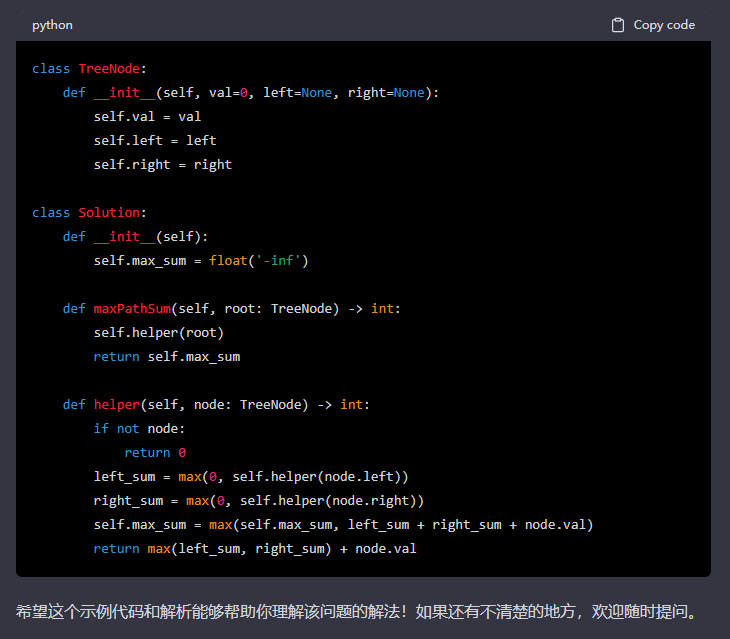 python
Copy code
class TreeNode:
    def __init__(self, val=0, left=None, right=None):
        self.val = val
        self.left = left
        self.right = right
class Solution:
    def __init__(self):
        self.max_sum = float('-inf')
    def maxPathSum(self, root: TreeNode) -> int:
        self.helper(root)
        return self.max_sum
    def helper(self, node: TreeNode) -> int:
        if not node:
            return 0
        left_sum = max(0, self.helper(node.left))
        right_sum = max(0, self.helper(node.right))
        self.max_sum = max(self.max_sum, left_sum + right_sum + node.val)
        return max(left_sum, right_sum) + node.val
希望这个示例代码和解析能够帮助你理解该问题的解法！如果还有不清楚的地方，欢迎随时提问。